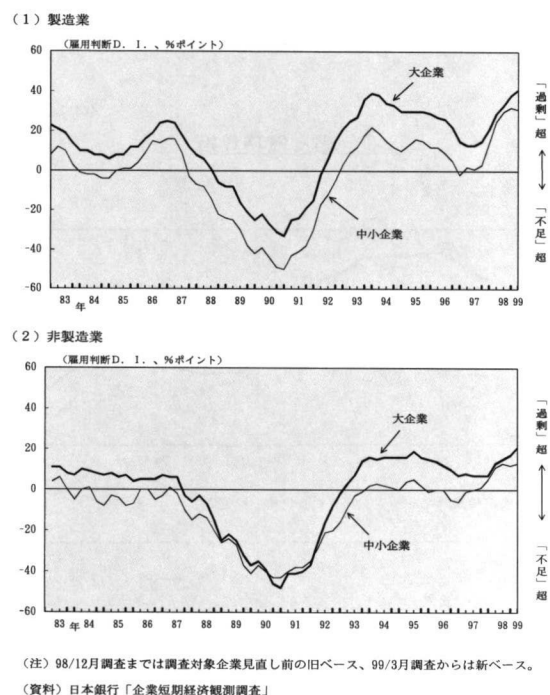 (1)製造業
(雇用判断D.I.、%ポイント)
60
40
20
0
-20
-40
-60
大企業
中小企業
「過剰」超
「不足」超
83 84 85 86 87 88 89 90 91 92 93 94 95 96 97 98 99
年
(2)非製造業
(雇用判断D.I.、%ポイント)
60
40
20
0
-20
-40
-60
大企業
中小企業
「過剰」超
「不足」超
83 84 85 86 87 88 89 90 91 92 93 94 95 96 97 98 99
年
(注)98/12月調査までは調査対象企業見直し前の旧ベース、99/3月調査からは新ベース。
(資料)日本銀行「企業短期経済観測調査」